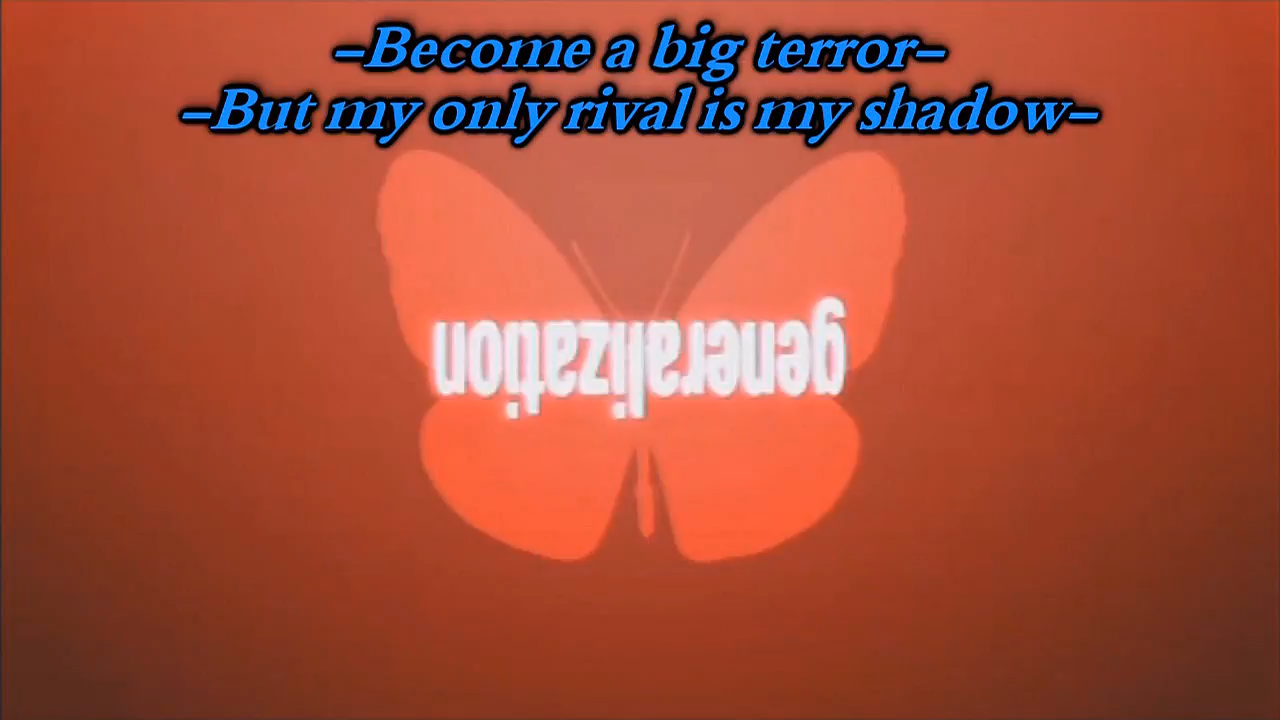 –Become a big terror–
–But my only rival is my shadow–
generalization